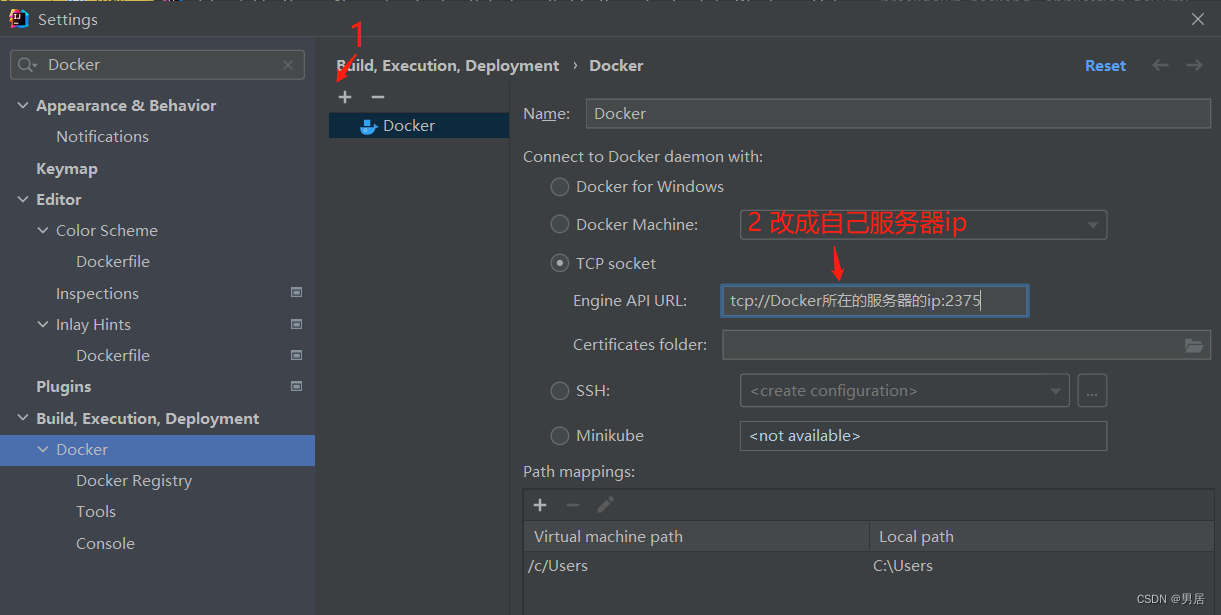 Settings
1
Docker
Build, Execution, Deployment › Docker
Reset
Appearance & Behavior
Notifications
Keymap
Editor
Color Scheme
Dockerfile
Inspections
Inlay Hints
Dockerfile
Plugins
Build, Execution, Deployment
Docker
Docker Registry
Tools
Console
Docker
Name: Docker
Connect to Docker daemon with:
Docker for Windows
Docker Machine:
2 改成自己服务器ip
TCP socket
Engine API URL: tcp://Docker所在的服务器的ip:2375
Certificates folder:
SSH: <create configuration> ...
Minikube <not available>
Path mappings:
Virtual machine path Local path
/c/Users C:\Users
CSDN @男居